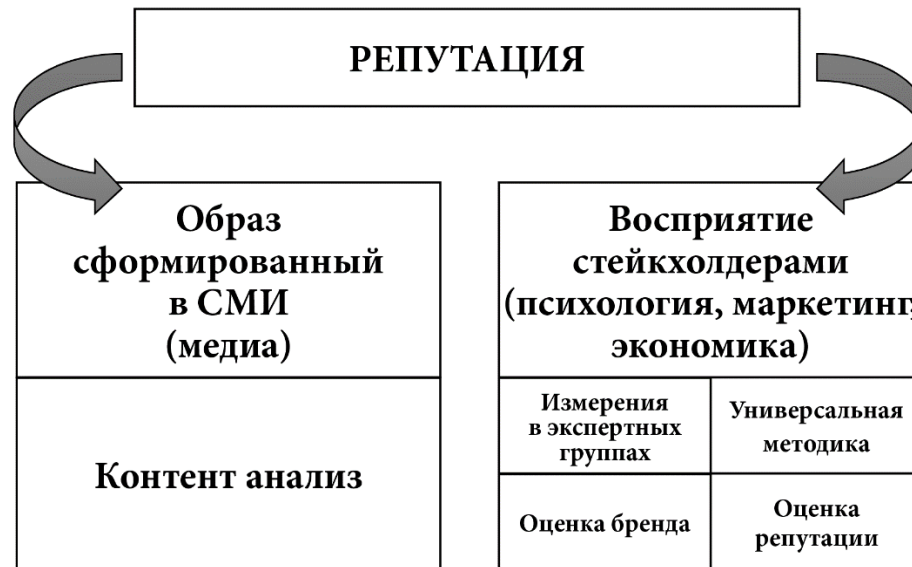 РЕПУТАЦИЯ
Образ
сформированный
в СМИ
(медиа)
Контент анализ
Восприятие
стейкхолдерами
(психология, маркетинг,
экономика)
Измерения
в экспертных
группах
Универсальная
методика
Оценка бренда
Оценка
репутации